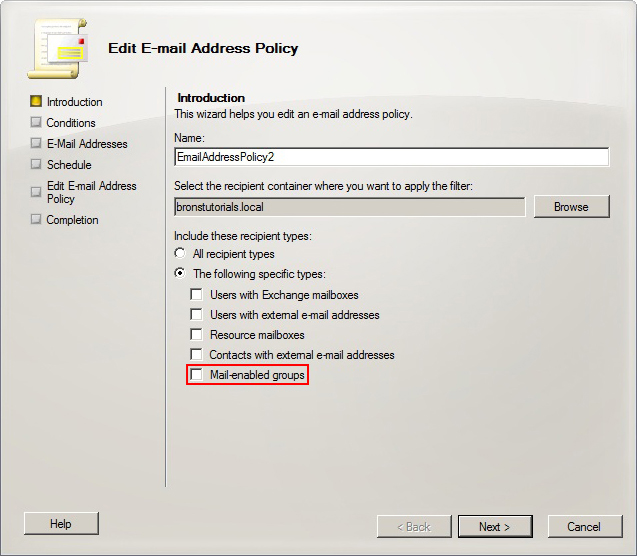 Edit E-mail Address Policy
Introduction
Conditions
E-Mail Addresses
Schedule
Edit E-mail Address
Policy
Completion
Introduction
This wizard helps you edit an e-mail address policy.
Name:
EmailAddressPolicy2
Select the recipient container where you want to apply the filter:
bronstutorials.local
Browse
Include these recipient types:
All recipient types
The following specific types:
Users with Exchange mailboxes
Users with external e-mail addresses
Resource mailboxes
Contacts with external e-mail addresses
Mail-enabled groups
Help
< Back
Next >
Cancel